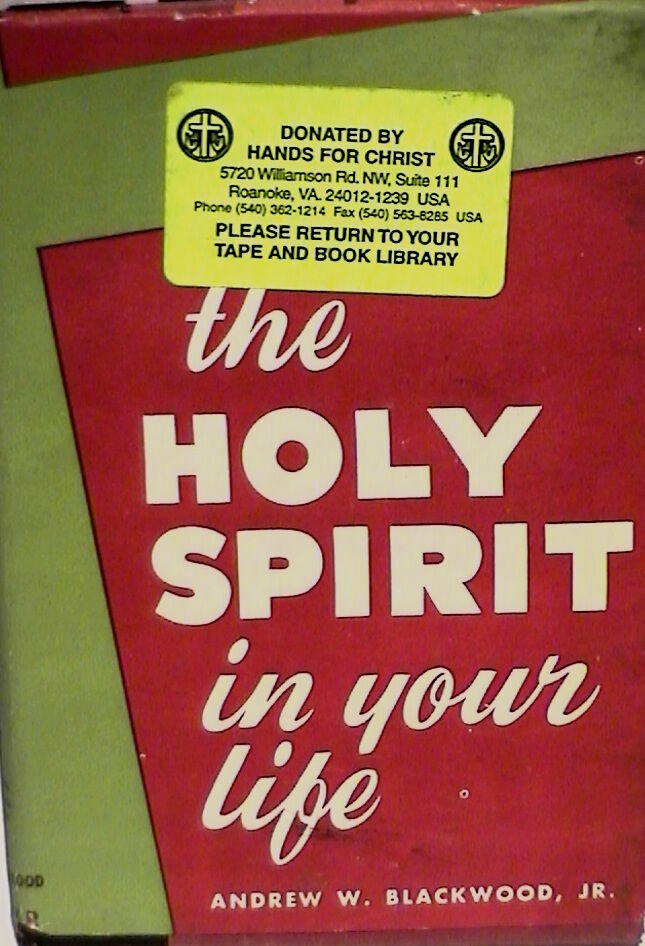 DONATED BY
HANDS FOR CHRIST
5720 Williamson Rd. NW, Suite 111
Roanoke, VA. 24012-1239 USA
Phone (540) 362-1214 Fax (540) 563-8285 USA
PLEASE RETURN TO YOUR
TAPE AND BOOK LIBRARY
the
HOLY
SPIRIT
in your
life
ANDREW W. BLACKWOOD, JR.